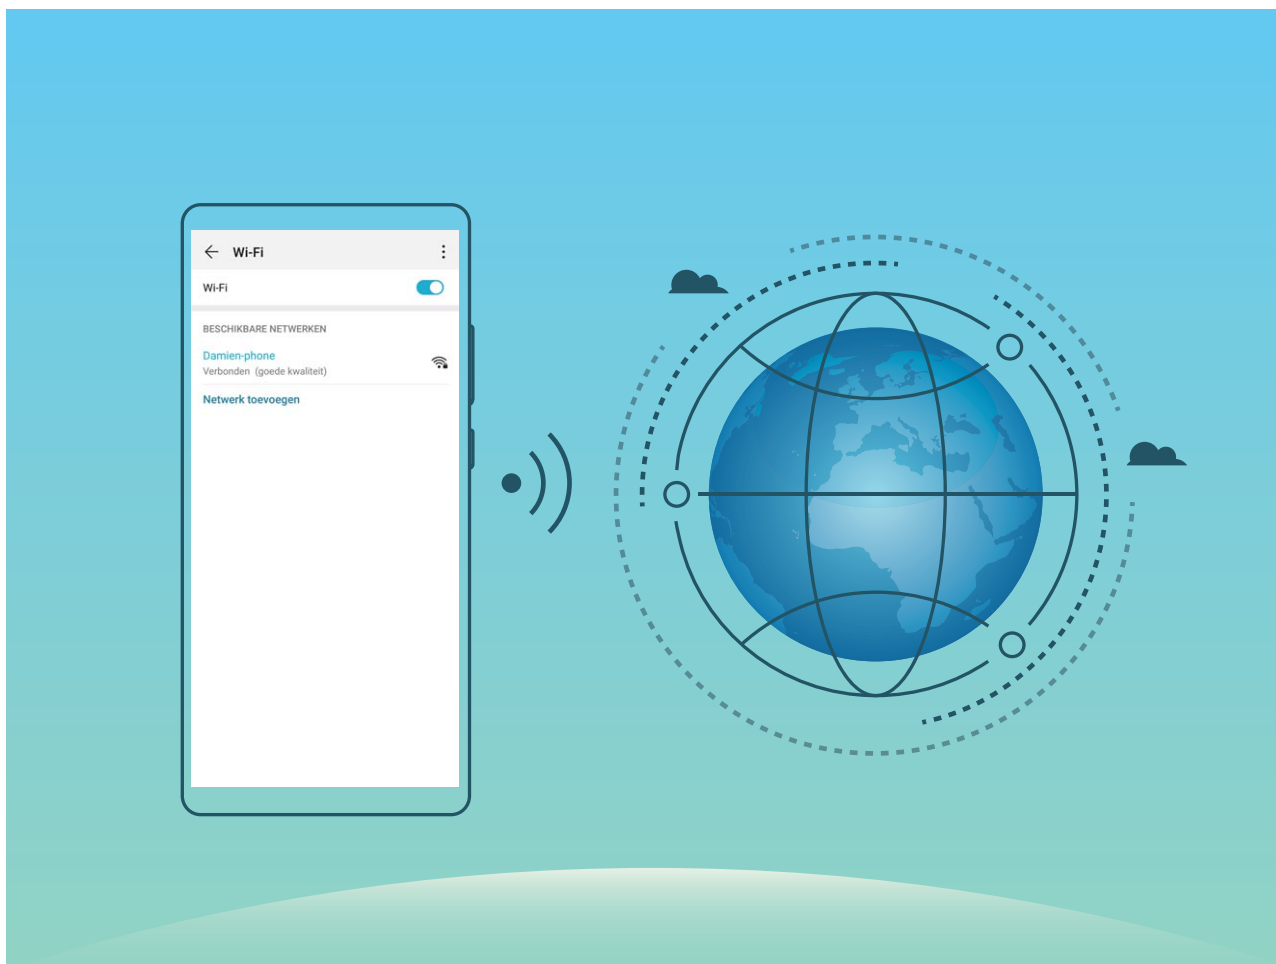 Wi-Fi
Wi-Fi
BESCHIKBARE NETWERKEN
Damien-phone
Verbonden (goede kwaliteit)
Netwerk toevoegen